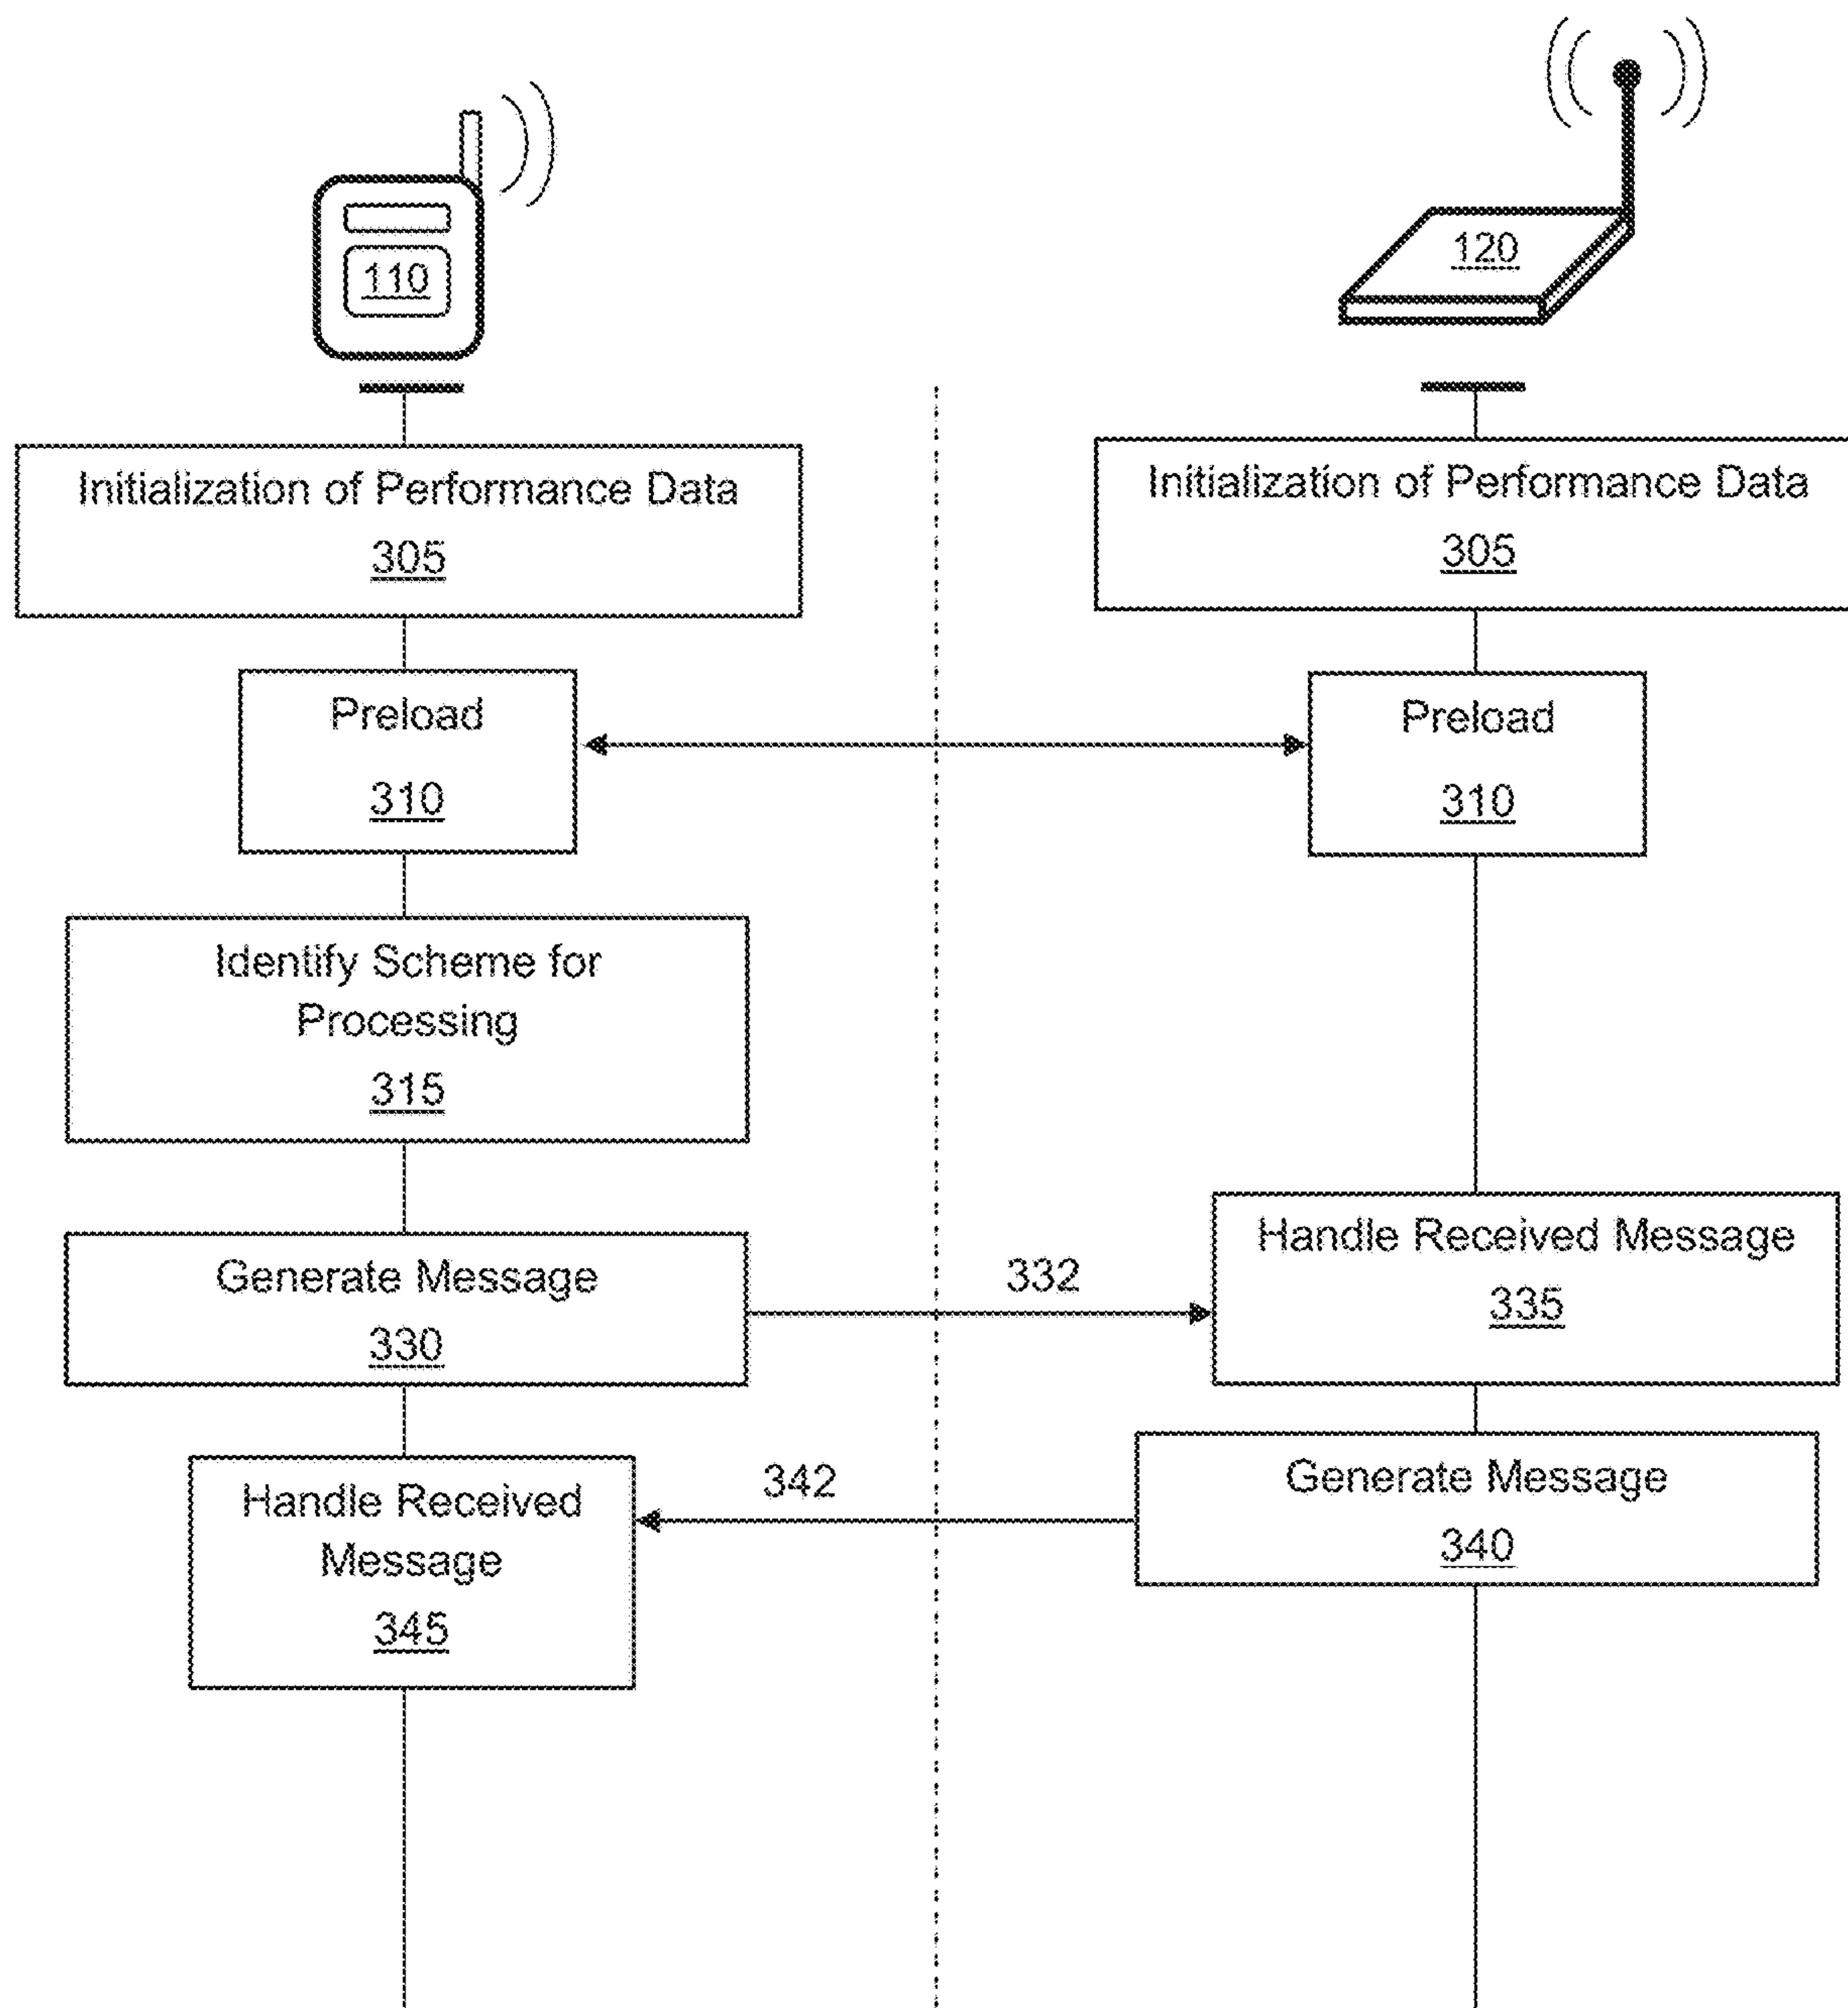 110
120
Initialization of Performance Data
305
Initialization of Performance Data
305
Preload
310
Preload
310
Identify Scheme for
Processing
315
Generate Message
330
332
Handle Received Message
335
Handle Received
Message
345
342
Generate Message
340